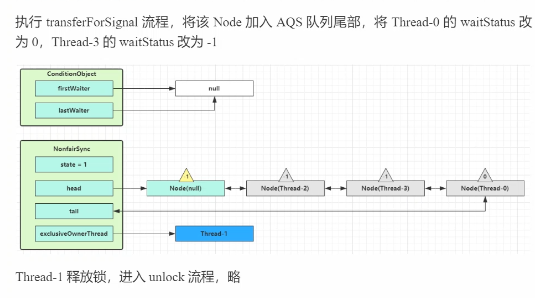 执行 transferForSignal 流程，将该 Node 加入 AQS 队列尾部，将 Thread-0 的 waitStatus 改
为 0，Thread-3 的 waitStatus 改为 -1
ConditionObject
firstWaiter
null
lastWaiter
NonfairSync
state = 1
1
1
1
0
head
Node(null)
Node(Thread-2)
Node(Thread-3)
Node(Thread-0)
tail
exclusiveOwnerThread
Thread-1
Thread-1 释放锁，进入 unlock 流程，略